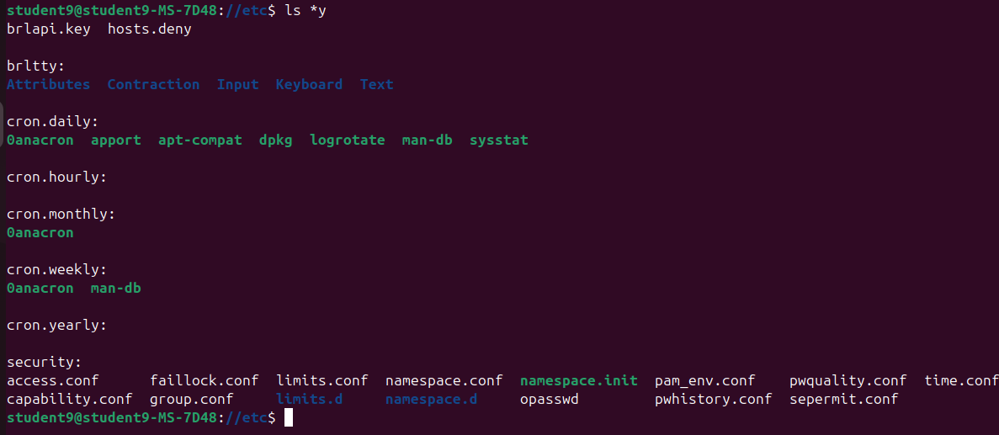 student9@student9-MS-7D48://etc$ ls *y
brlapi.key  hosts.deny
brltty:
Attributes  Contraction  Input  Keyboard  Text
cron.daily:
0anacron  apport  apt-compat  dpkg  logrotate  man-db  sysstat
cron.hourly:
cron.monthly:
0anacron
cron.weekly:
0anacron  man-db
cron.yearly:
security:
access.conf      faillock.conf  limits.conf  namespace.conf  namespace.init  pam_env.conf    pwquality.conf  time.conf
capability.conf  group.conf     limits.d     namespace.d     opasswd         pwhistory.conf  sepermit.conf
student9@student9-MS-7D48://etc$